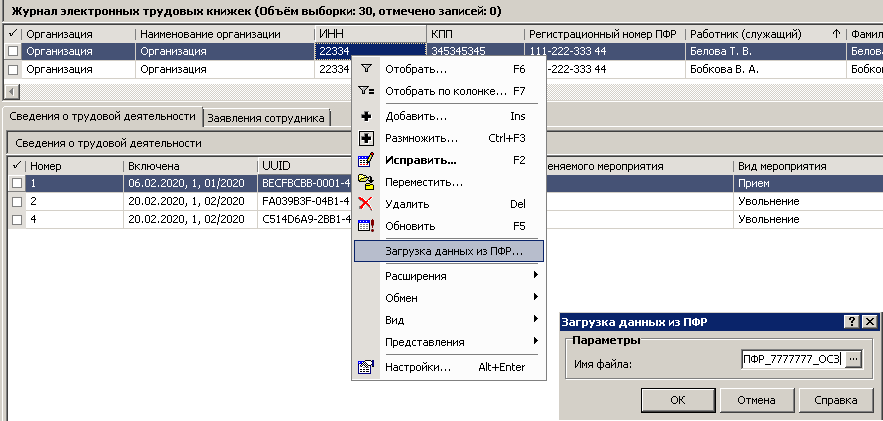 Журнал электронных трудовых книжек (Объём выборки: 30, отмечено записей: 0)
Организация Наименование организации ИНН КПП Регистрационный номер ПФР Работник (служащий) Фамил
Организация Организация 22334 345345345 111-222-333 44 Белова Т. В. Белова
Организация Организация 22334 111-222-333 44 Бобкова В. А. Бобкова
Отобрать... F6
Отобрать по колонке... F7
Добавить... Ins
Размножить... Ctrl+F3
Исправить... F2
Переместить...
Удалить Del
Обновить F5
Загрузка данных из ПФР...
Расширения
Обмен
Вид
Представления
Настройки... Alt+Enter
Сведения о трудовой деятельности Заявления сотрудника
Сведения о трудовой деятельности
Номер Включена UUID еняемого мероприятия Вид мероприятия
1 06.02.2020, 1, 01/2020 BECFBCBB-0001-4 Прием
2 20.02.2020, 1, 02/2020 FA039B3F-04B1-4 Увольнение
4 20.02.2020, 1, 02/2020 C514D6A9-2BB1-4 Увольнение
Загрузка данных из ПФР
Параметры
Имя файла: ПФР_7777777_ОСЗ ...
ОК Отмена Справка